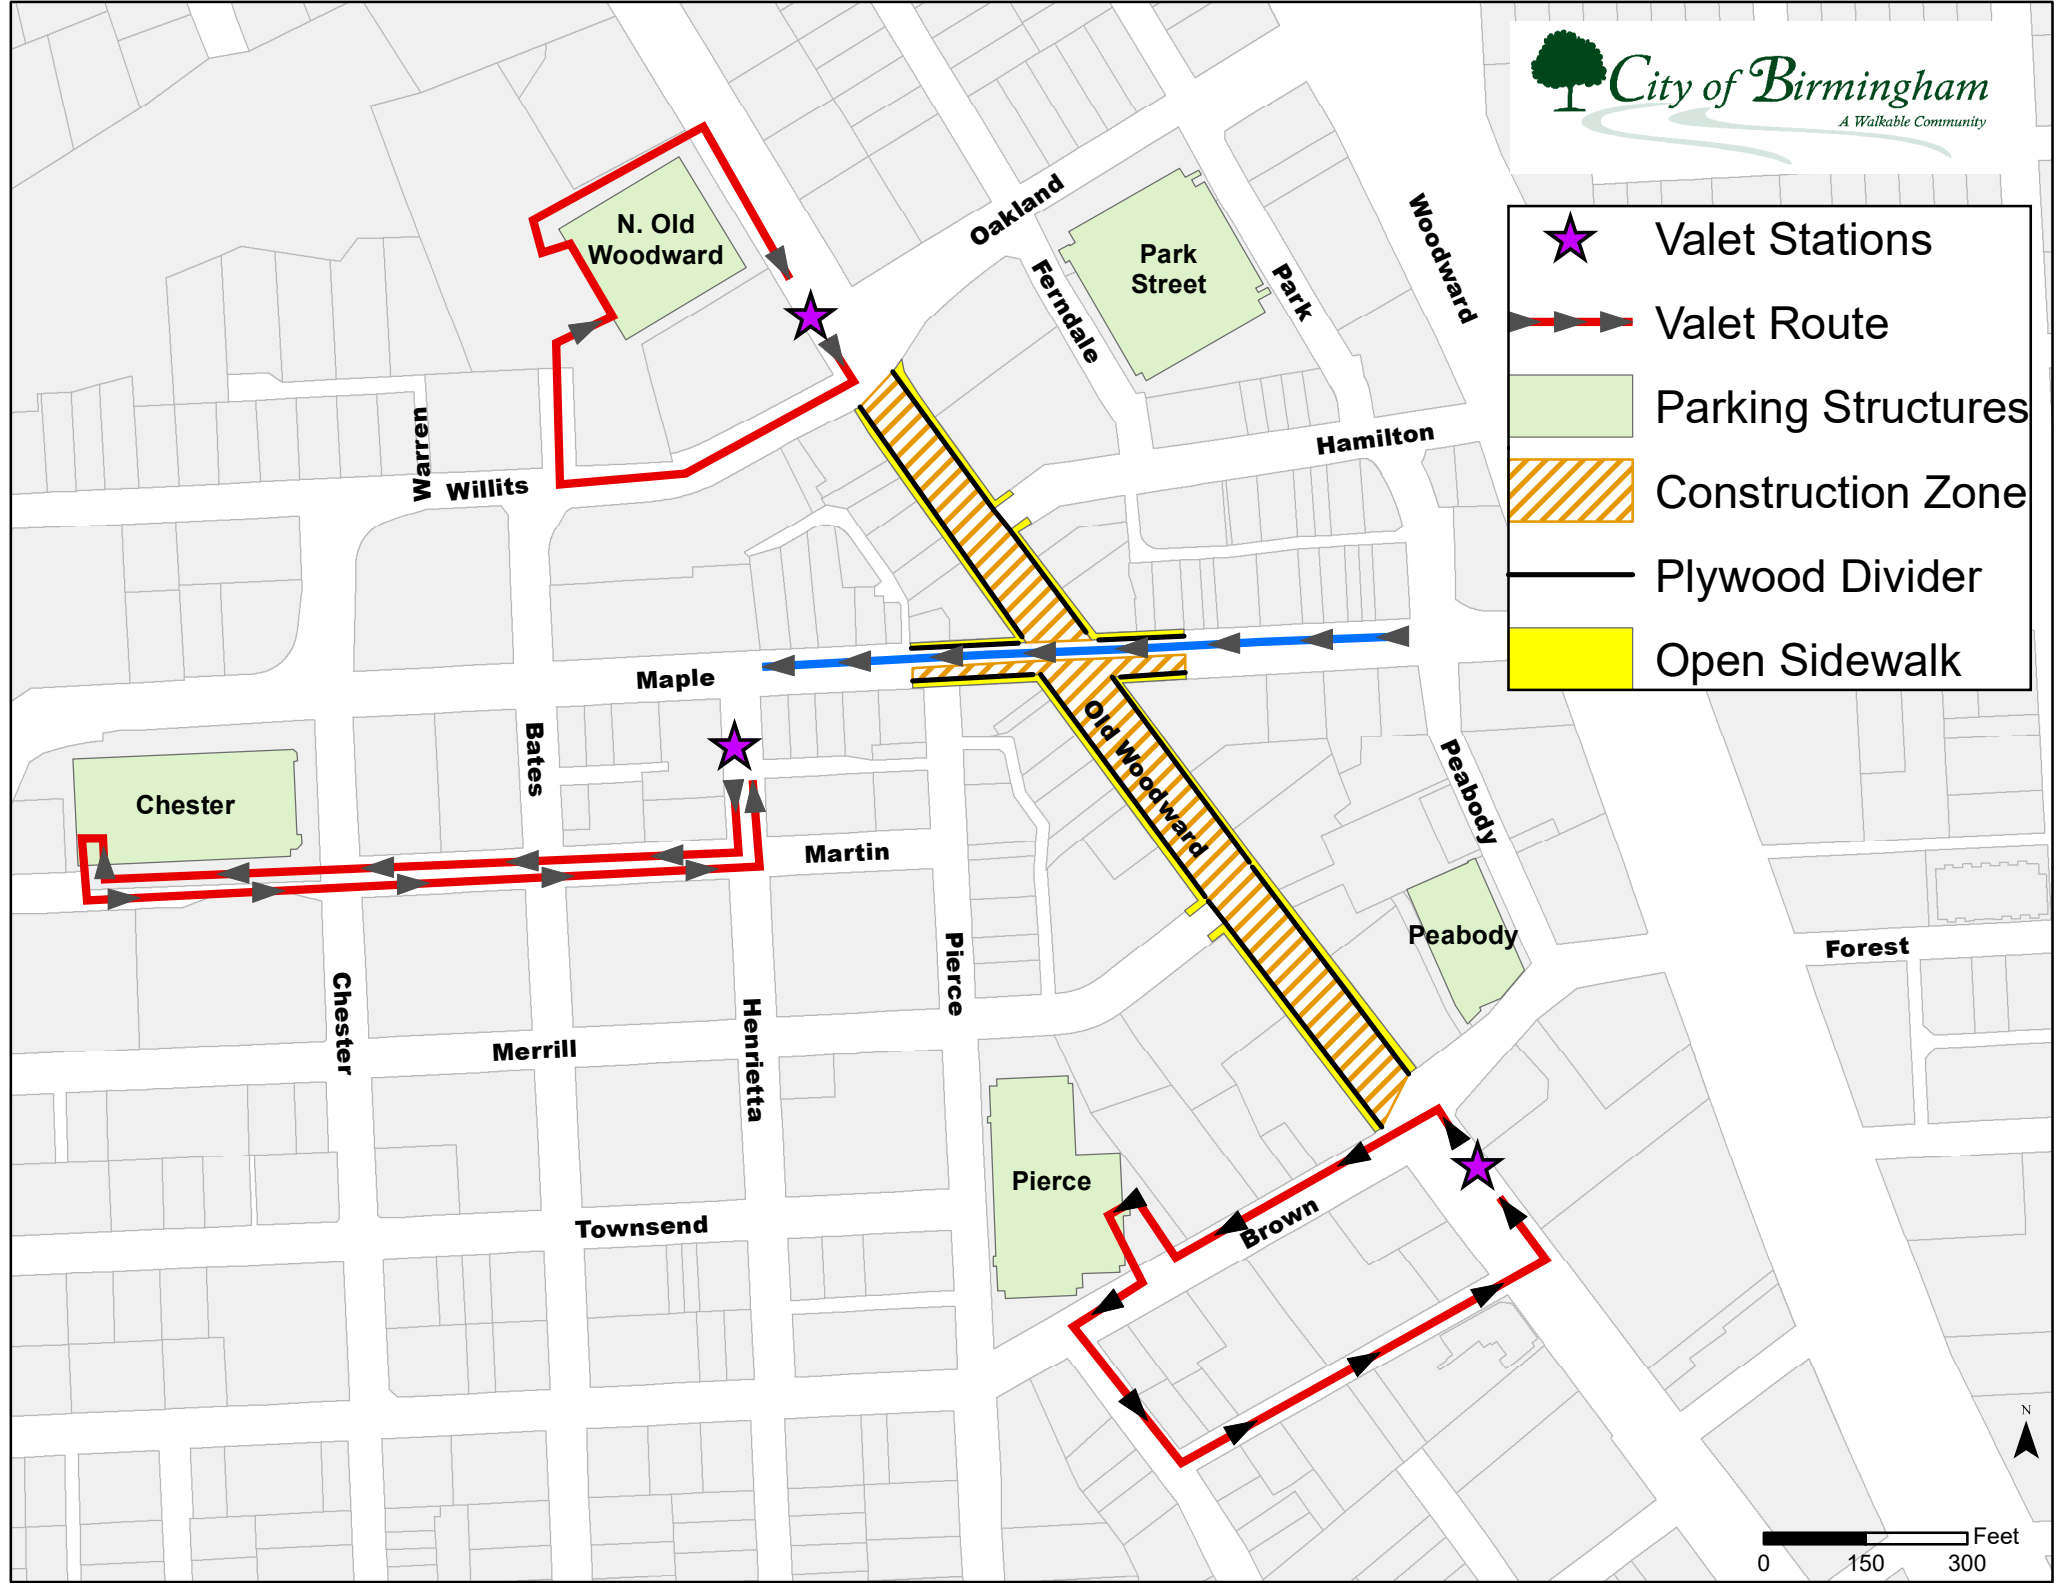 City of Birmingham
A Walkable Community
Valet Stations
Valet Route
Parking Structures
Construction Zone
Plywood Divider
Open Sidewalk
N. Old
Woodward
Oakland
Park
Street
Ferndale
Park
Woodward
Hamilton
Warren
Willits
Maple
Bates
Old Woodward
Peabody
Chester
Martin
Peabody
Pierce
Forest
Chester
Merrill
Henrietta
Pierce
Townsend
Brown
N
Feet
0 150 300